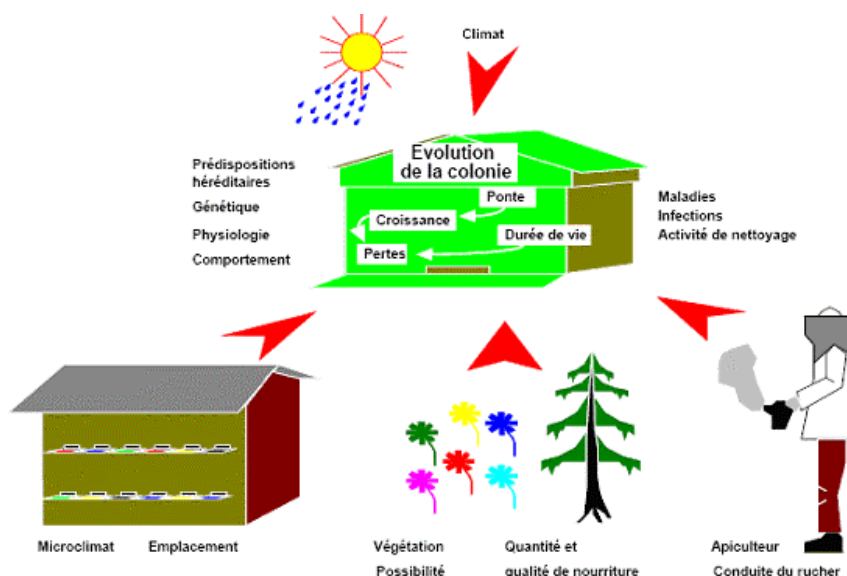 Climat
Evolution
de la colonie
Prédispositions
héréditaires
Génétique
Physiologie
Comportement
Ponte
Croissance
Durée de vie
Pertes
Maladies
Infections
Activité de nettoyage
Microclimat
Emplacement
Végétation
Possibilité
Quantité et
qualité de nourriture
Apiculteur
Conduite du rucher